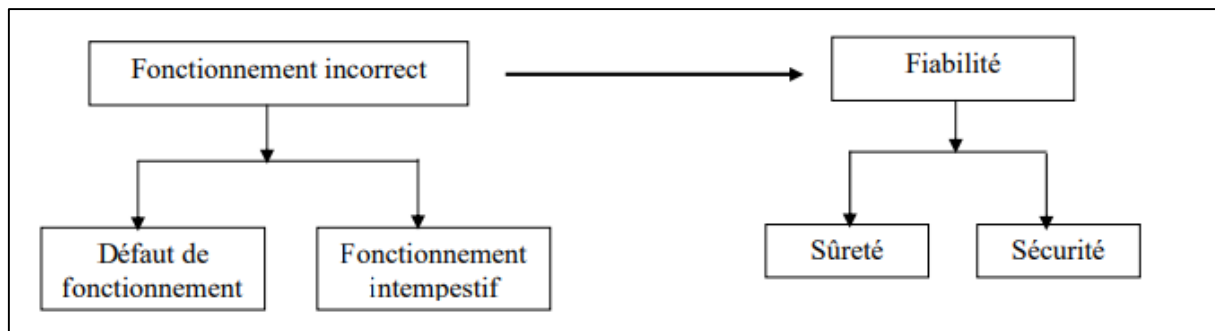 Fonctionnement incorrect
Fiabilité
Défaut de
fonctionnement
Fonctionnement
intempestif
Sûreté
Sécurité